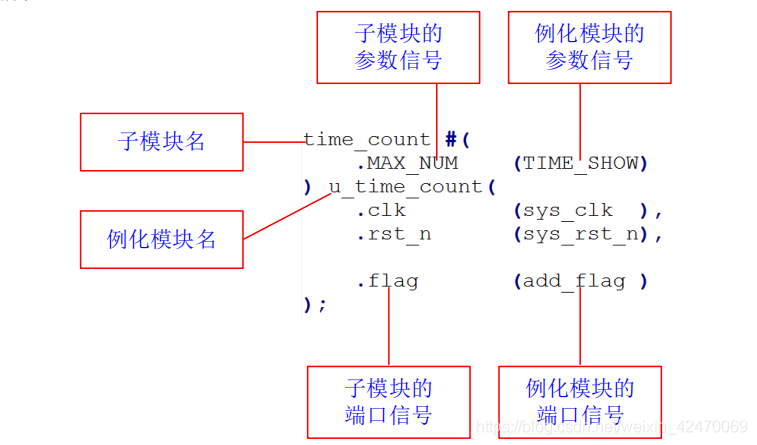 子模块的
参数信号
例化模块的
参数信号
子模块名
例化模块名
time_count #(
.MAX_NUM (TIME_SHOW)
) u_time_count(
.clk (sys_clk ),
.rst_n (sys_rst_n),
.flag (add_flag )
);
子模块的
端口信号
例化模块的
端口信号
https://blog.csdn.net/weixin_42470069